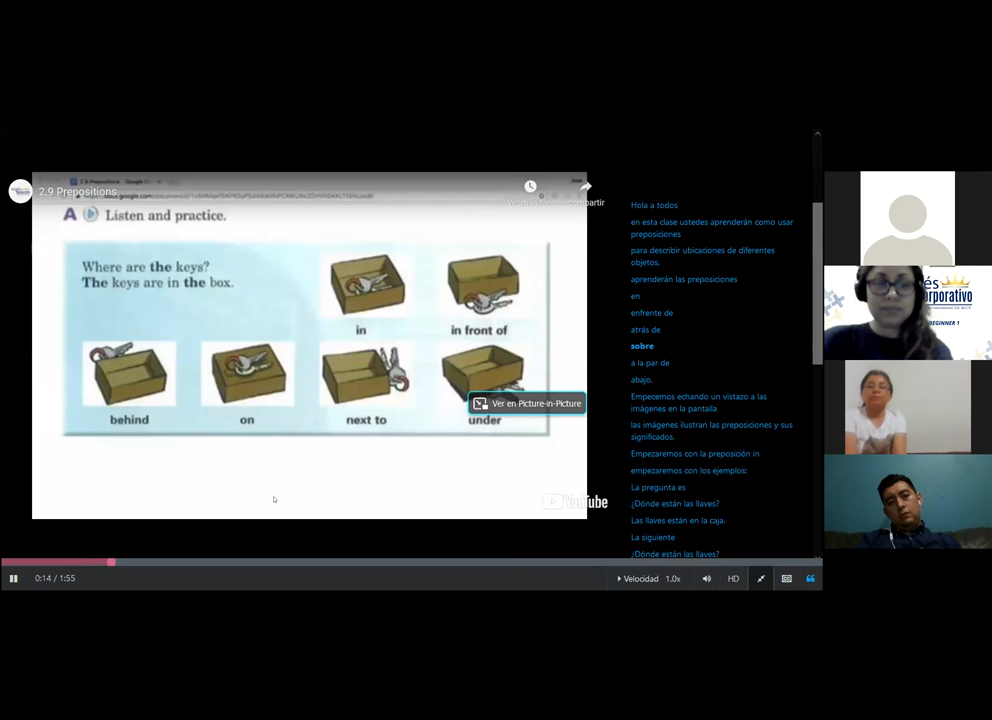 2.9 Prepositions
A Listen and practice.
Where are the keys?
The keys are in the box.
in
in front of
behind
on
next to
under
Ver en Picture-in-Picture
YouTube
Hola a todos
en esta clase ustedes aprenderán como usar
preposiciones
para describir ubicaciones de diferentes
objetos,
aprenderán las preposiciones
en
enfrente de
atrás de
sobre
a la par de
abajo.
Empecemos echando un vistazo a las
imágenes en la pantalla
las imágenes ilustran las preposiciones y sus
significados.
Empezaremos con la preposición in
empezaremos con los ejemplos:
La pregunta es
¿Dónde están las llaves?
Las llaves están en la caja.
La siguiente
¿Dónde están las llaves?
BEGINNER 1
0:14 / 1:55
Velocidad 1.0x
HD
CC